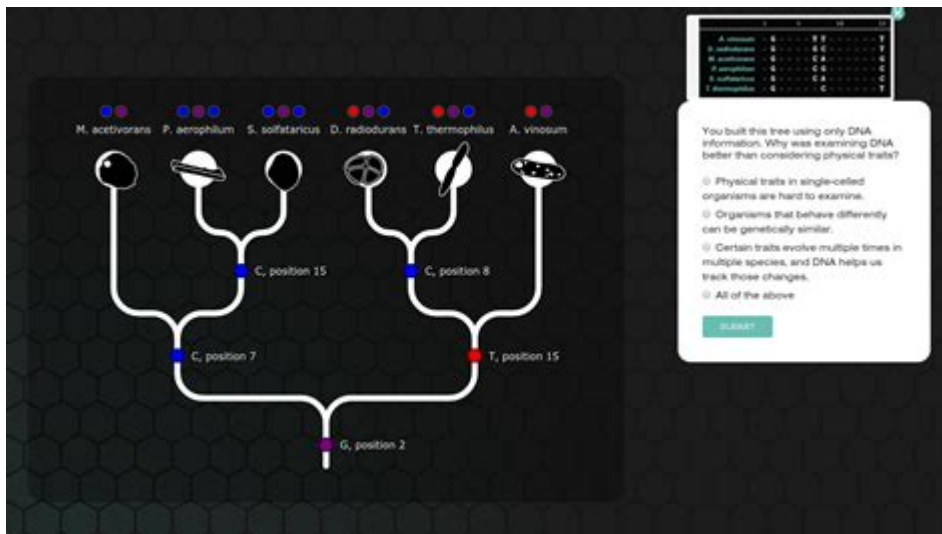 A. vinosum - G - - - - T T - - - - - - T
D. radiodurans - G - - - - G C - - - - - - T
M. acetivorans - G - - - - C A - - - - - - G
P. aerophilum - G - - - - C G - - - - - - C
S. solfataricus - G - - - - C A - - - - - - C
T. thermophilus - G
M. acetivorans P. aerophilum S. solfataricus D. radiodurans T. thermophilus A. vinosum
C, position 15
C, position 8
C, position 7
T, position 15
G, position 2
You built this tree using only DNA
information. Why was examining DNA
better than considering physical traits?
Physical traits in single-celled
organisms are hard to examine.
Organisms that behave differently
can be genetically similar.
Certain traits evolve multiple times in
multiple species, and DNA helps us
track those changes.
All of the above
SUBMIT